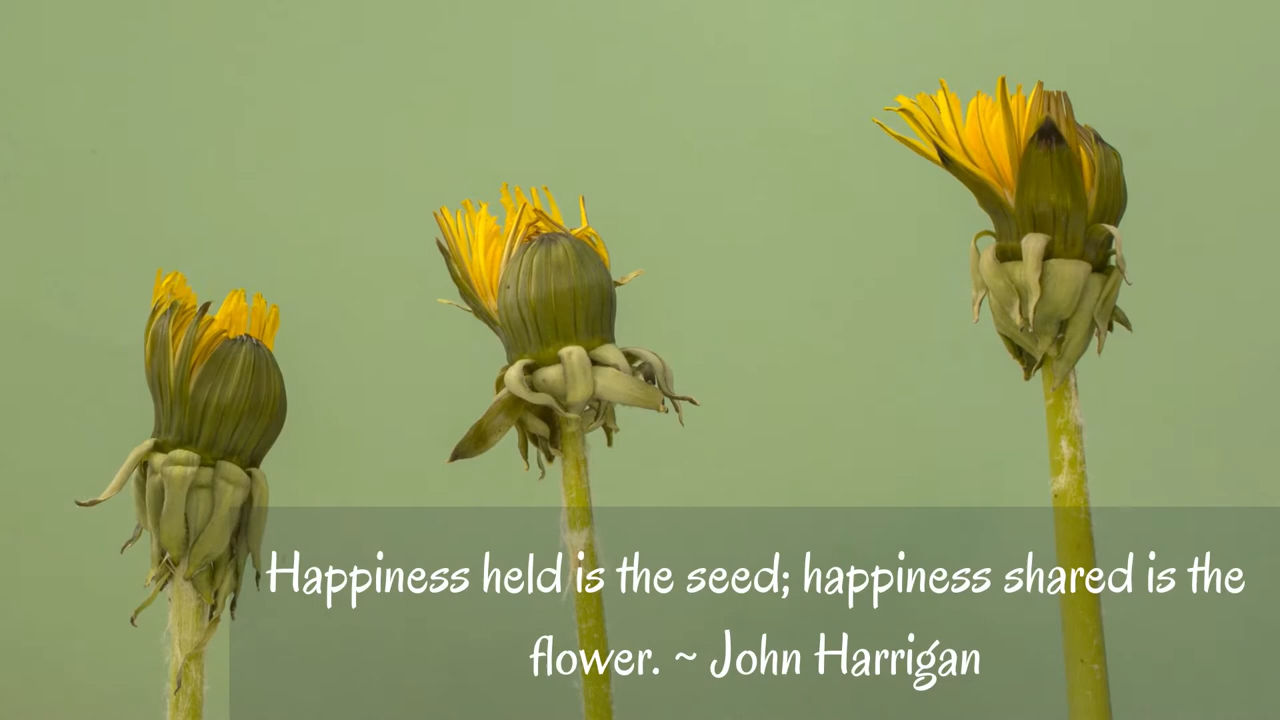 Happiness held is the seed; happiness shared is the
flower. ~ John Harrigan